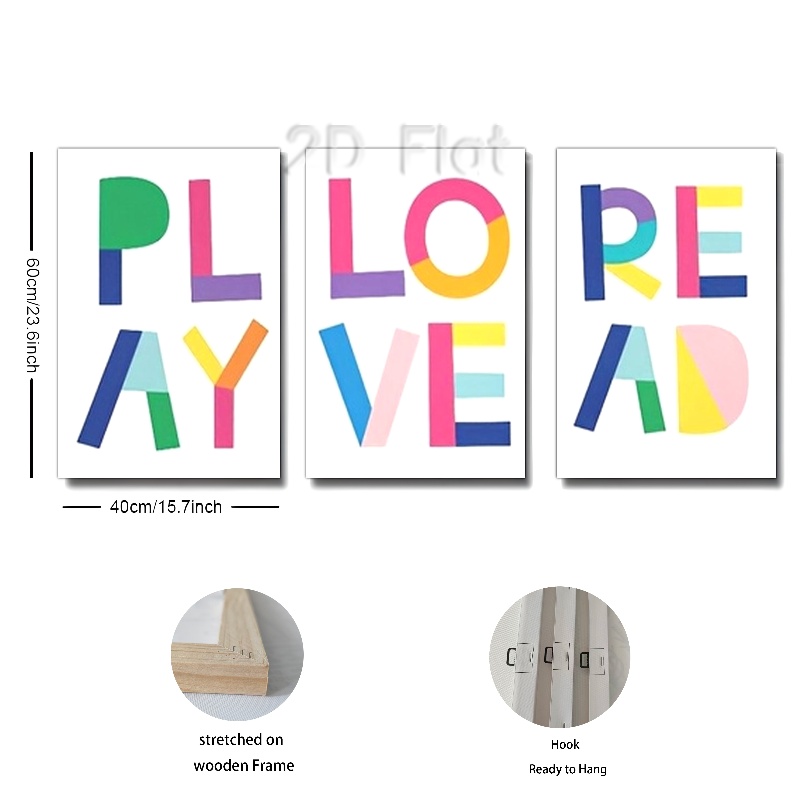 2D Flat
PL
AY
LO
VE
RE
AD
60cm/23.6inch
40cm/15.7inch
stretched on
wooden Frame
Hook
Ready to Hang